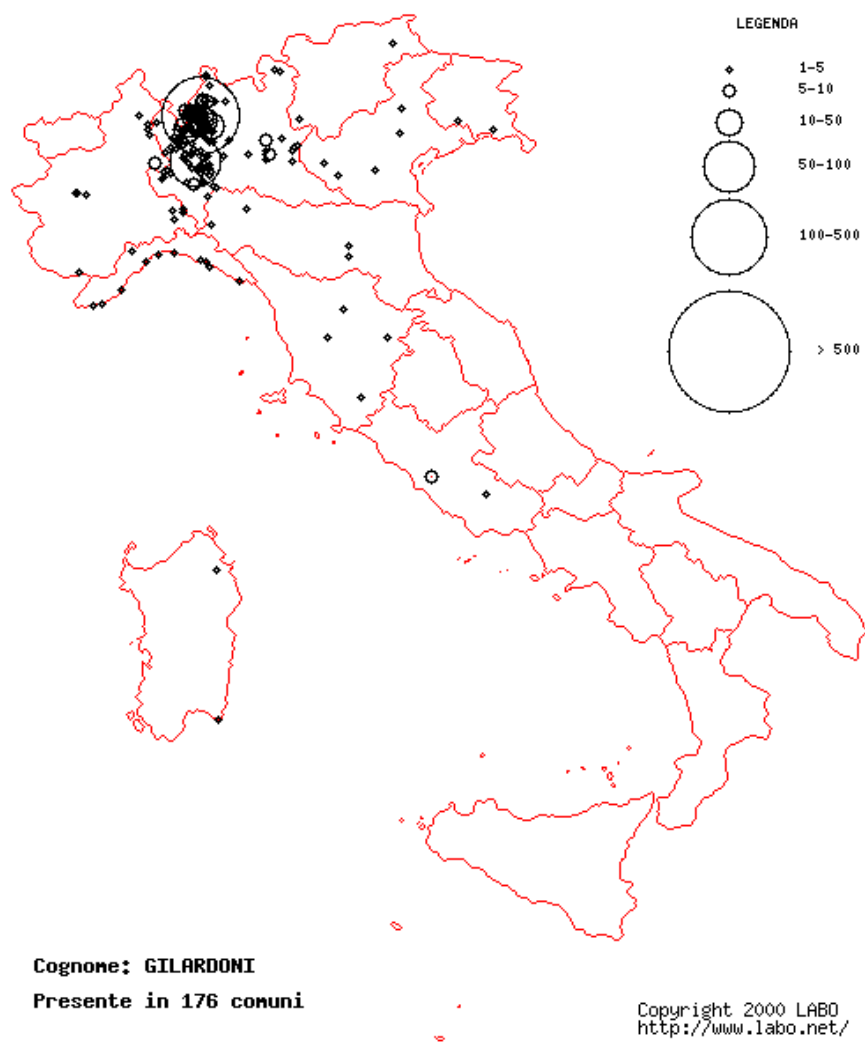 LEGENDA
1-5
5-10
10-50
50-100
100-500
> 500
Cognome: GILARDONI
Presente in 176 comuni
Copyright 2000 LABO
http://www.labo.net/